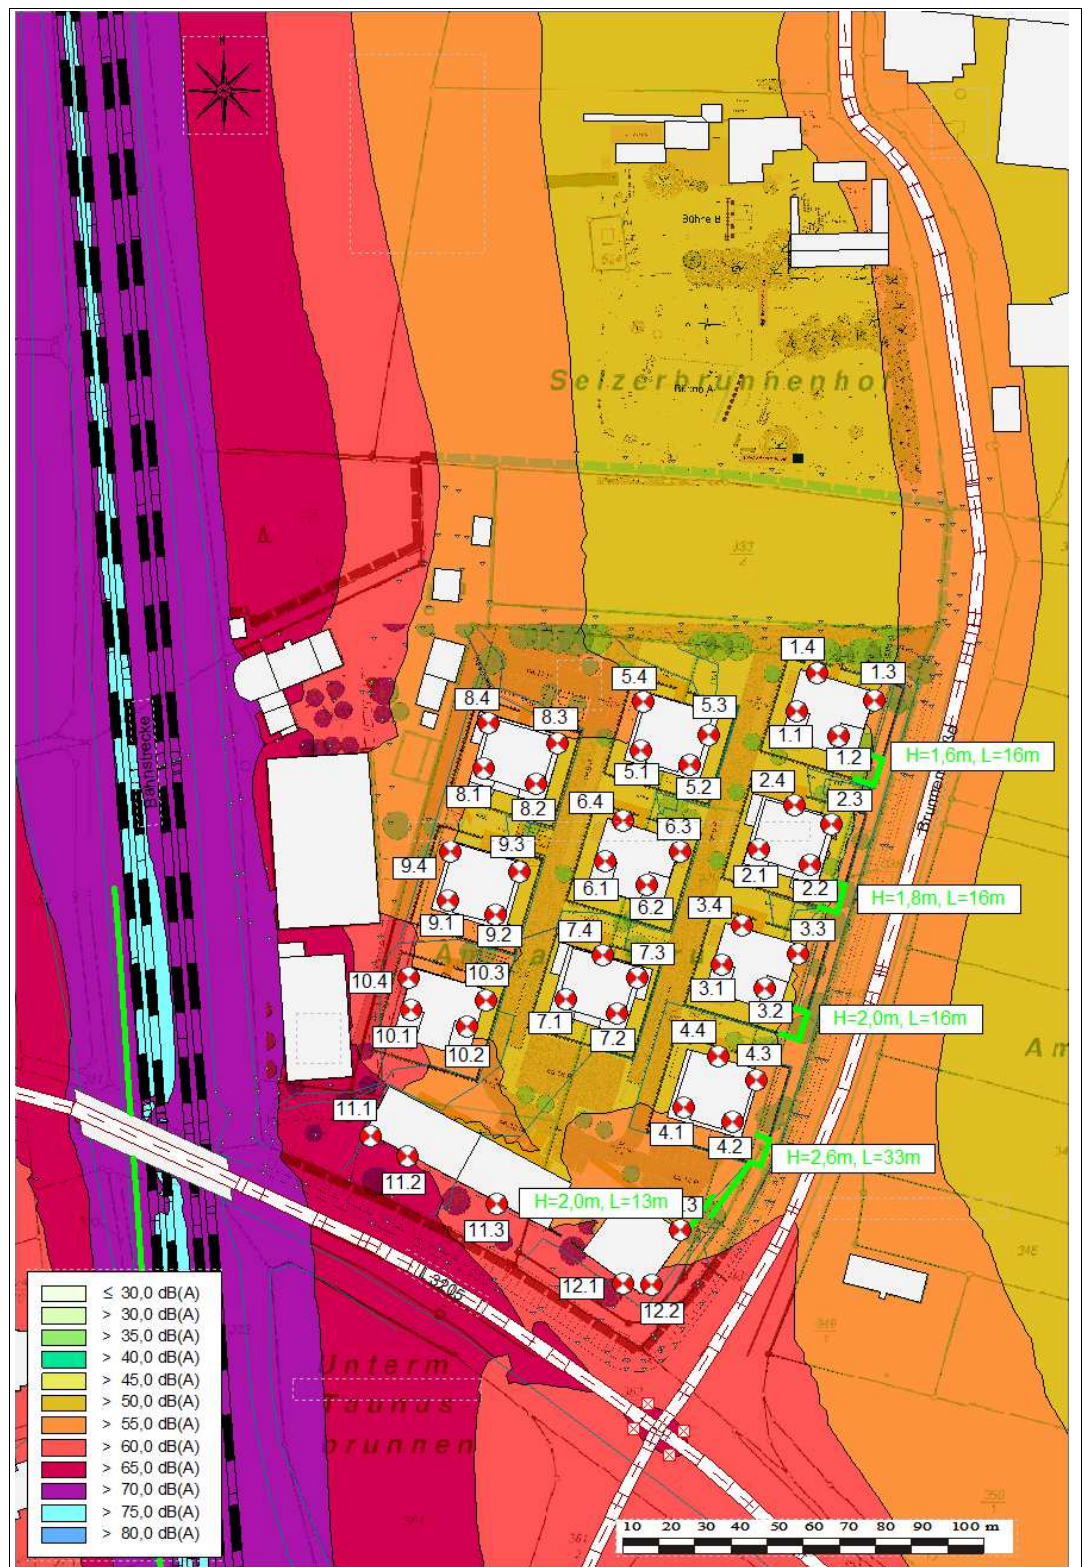 N
Bühne B
Selzerbrunnenhof
Bühne A
333
2
Bahnstrecke
1.4
1.3
1.1
1.2
5.4
5.3
5.1
5.2
8.4
8.3
8.1
8.2
H=1,6m, L=16m
2.4
2.3
2.1
2.2
6.4
6.3
6.1
6.2
9.4
9.3
9.1
9.2
H=1,8m, L=16m
3.4
3.3
3.1
3.2
7.4
7.3
7.1
7.2
10.4
10.3
10.1
10.2
H=2,0m, L=16m
Am
4.4
4.3
4.1
4.2
11.1
11.2
11.3
H=2,6m, L=33m
H=2,0m, L=13m
3
12.1
12.2
L 3205
Unterm
Taunus
brunnen
≤ 30,0 dB(A)
> 30,0 dB(A)
> 35,0 dB(A)
> 40,0 dB(A)
> 45,0 dB(A)
> 50,0 dB(A)
> 55,0 dB(A)
> 60,0 dB(A)
> 65,0 dB(A)
> 70,0 dB(A)
> 75,0 dB(A)
> 80,0 dB(A)
350
1
10 20 30 40 50 60 70 80 90 100 m